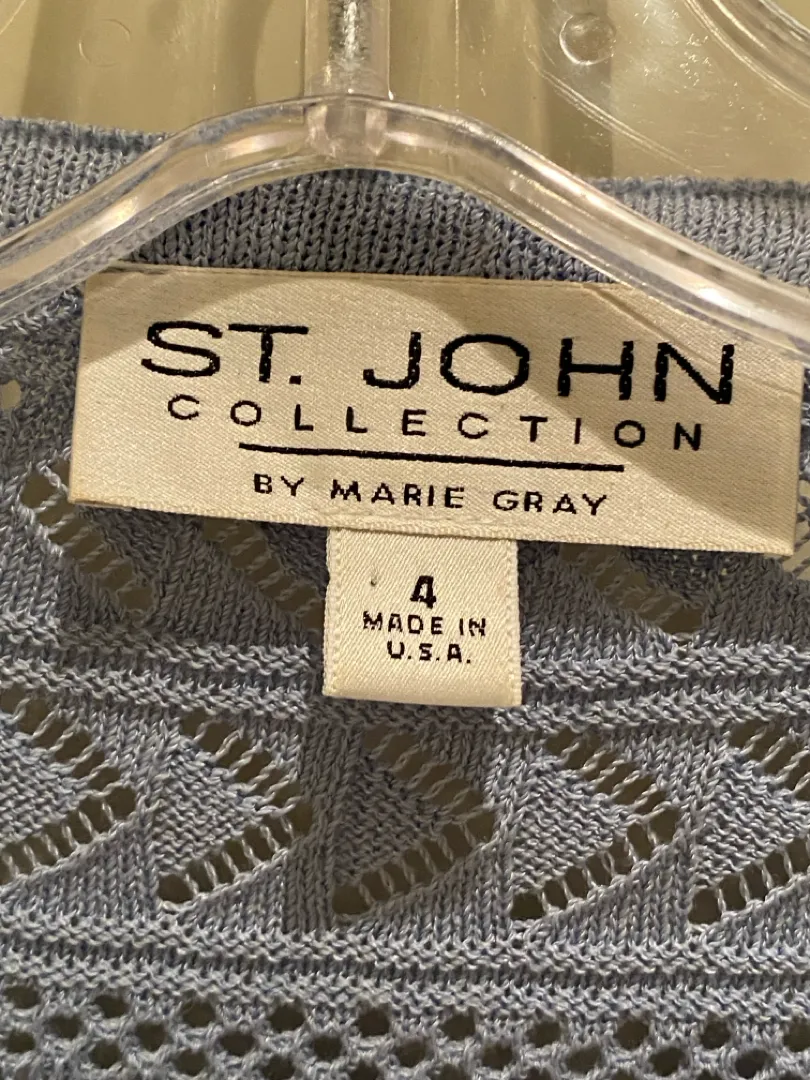 ST. JOHN
COLLECTION
BY MARIE GRAY
4
MADE IN
U.S.A.